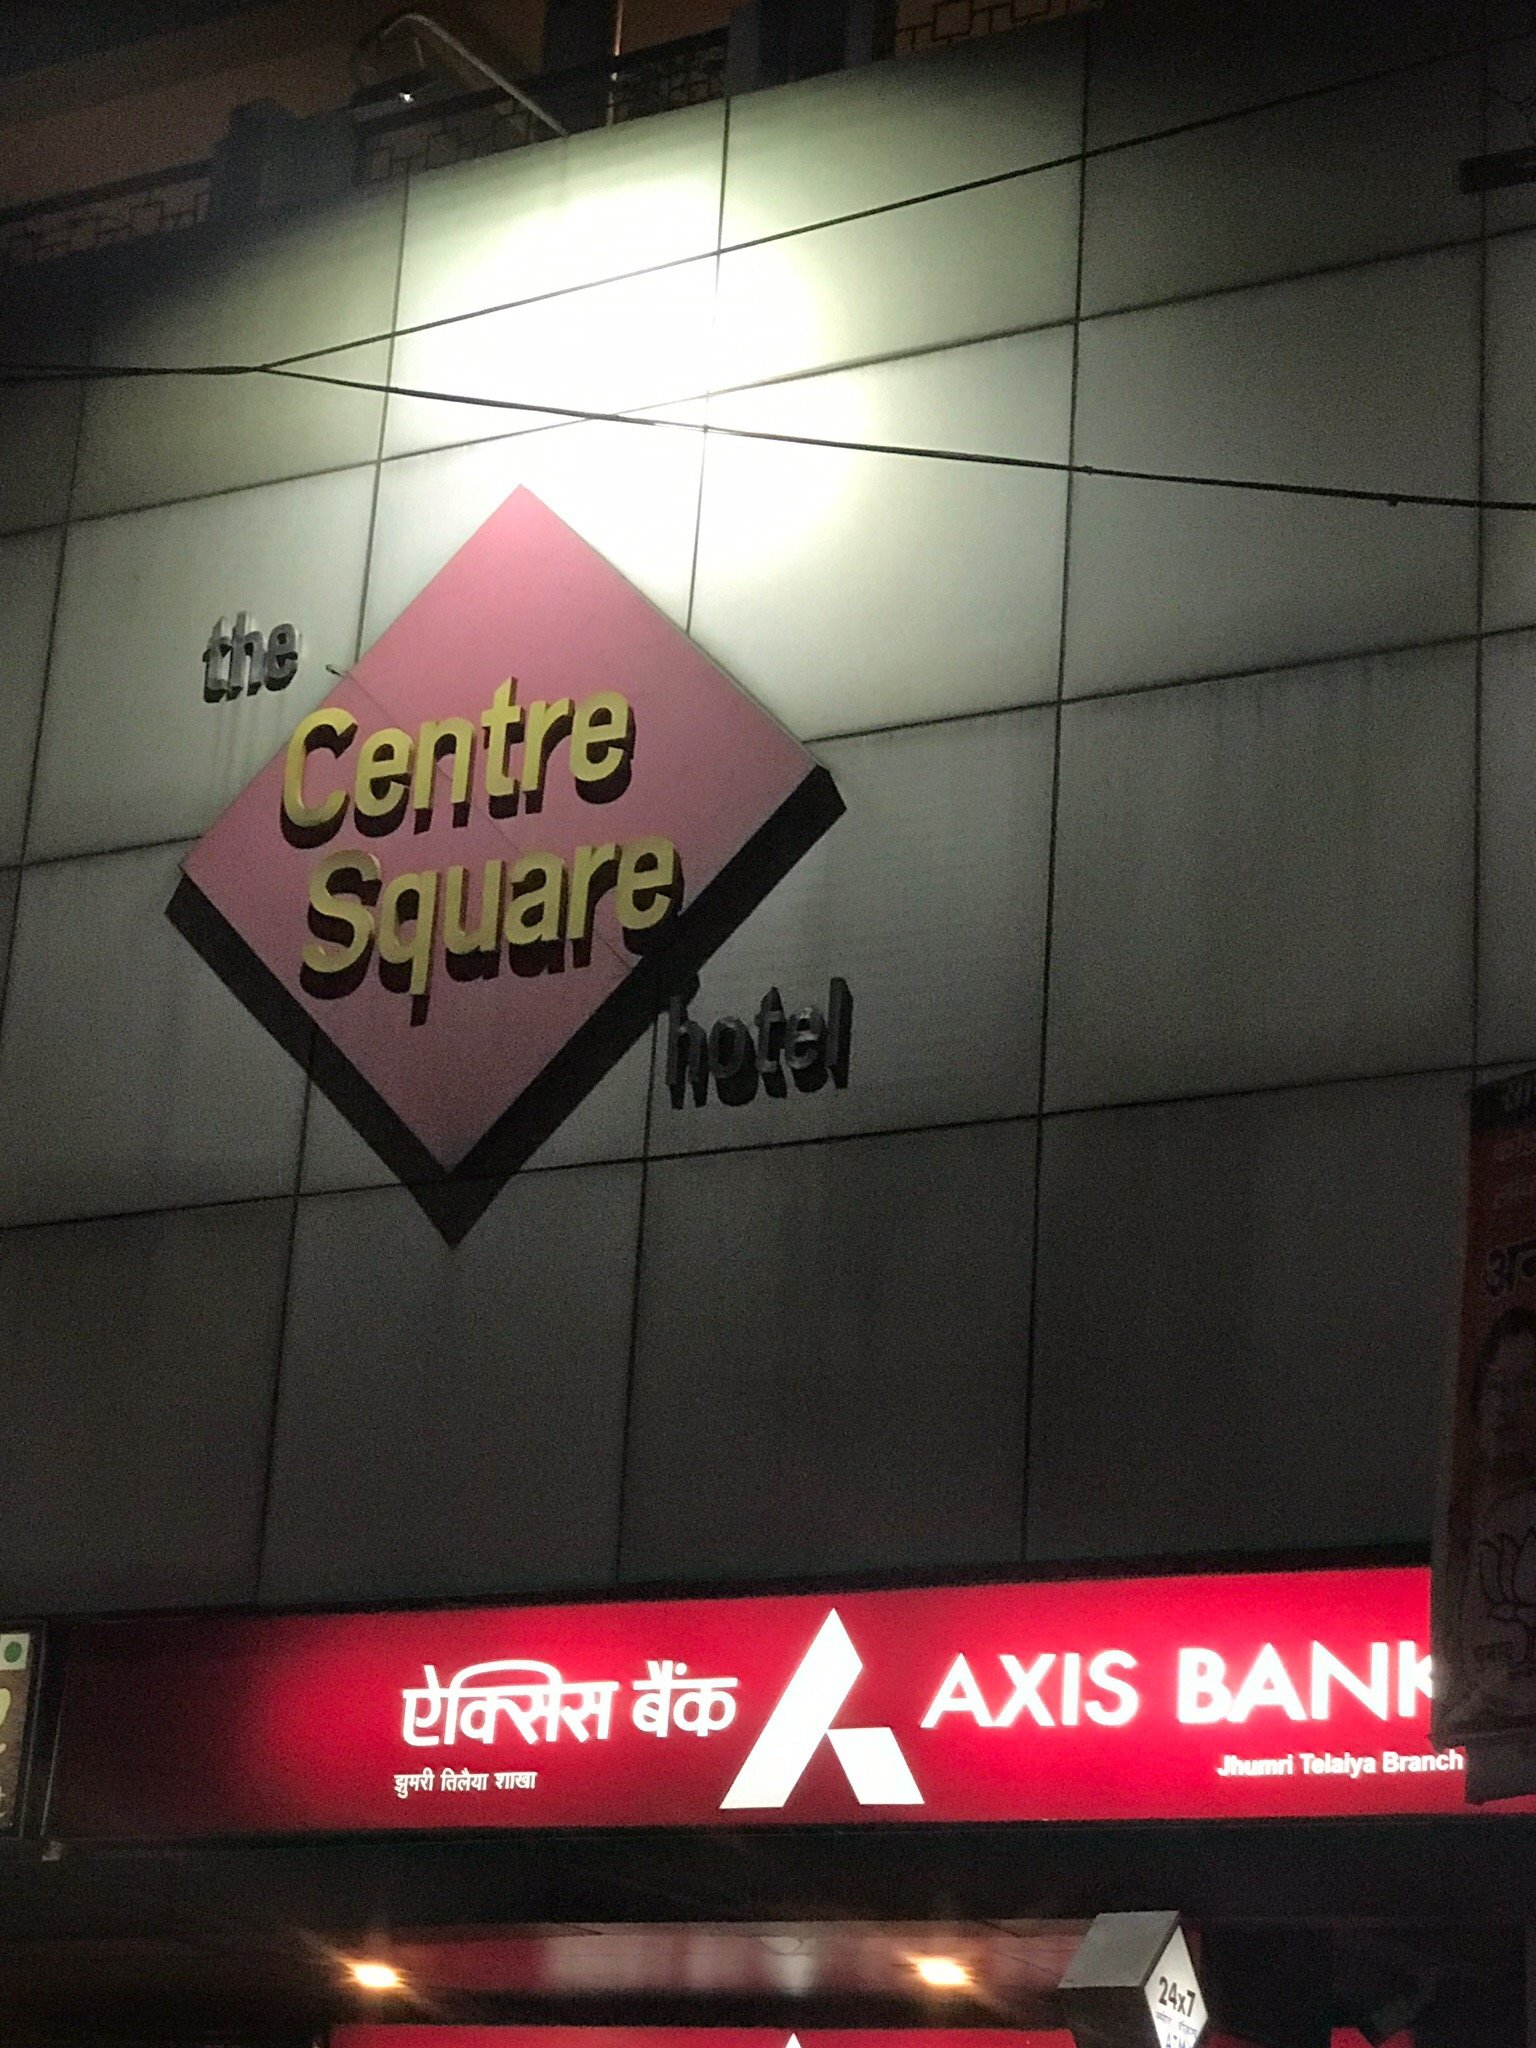 the
Centre
Square
hotel
ऐक्सिस बैंक
AXIS BANK
झुमरी तिलैया शाखा
Jhumri Telaiya Branch
24x7